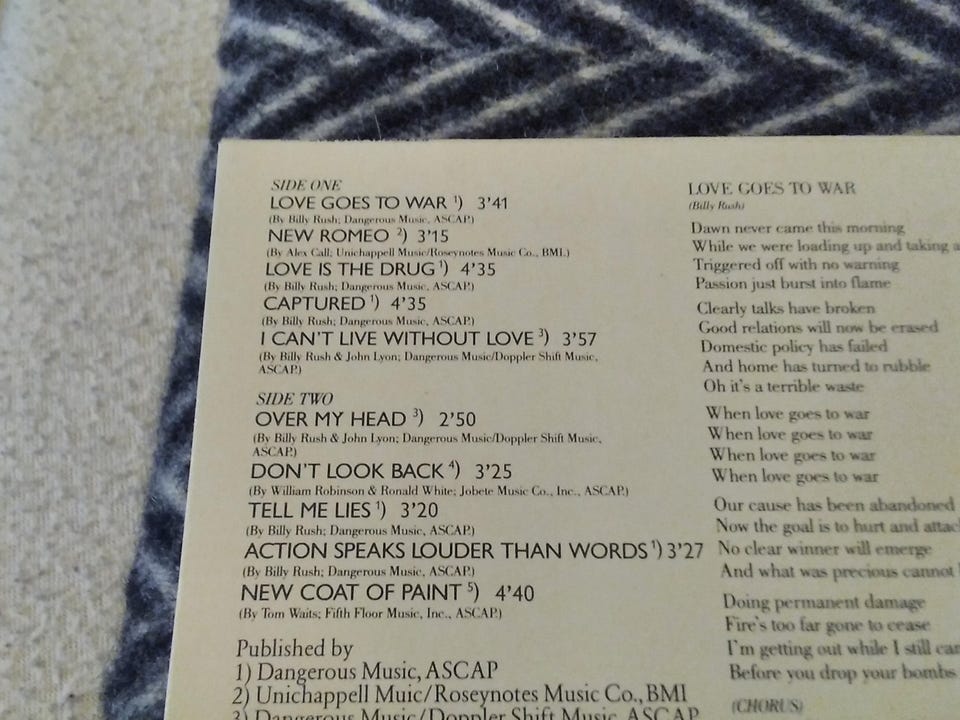 SIDE ONE
LOVE GOES TO WAR 1) 3'41
(By Billy Rush; Dangerous Music, ASCAP.)
NEW ROMEO 2) 3'15
(By Alex Call; Unichappell Music/Roseynotes Music Co., BMI.)
LOVE IS THE DRUG 1) 4'35
(By Billy Rush; Dangerous Music, ASCAP.)
CAPTURED 1) 4'35
(By Billy Rush; Dangerous Music, ASCAP.)
I CAN'T LIVE WITHOUT LOVE 3) 3'57
(By Billy Rush & John Lyon; Dangerous Music/Doppler Shift Music,
ASCAP.)
SIDE TWO
OVER MY HEAD 3) 2'50
(By Billy Rush & John Lyon; Dangerous Music/Doppler Shift Music,
ASCAP.)
DON'T LOOK BACK 4) 3'25
(By William Robinson & Ronald White; Jobete Music Co., Inc., ASCAP.)
TELL ME LIES 1) 3'20
(By Billy Rush; Dangerous Music, ASCAP.)
ACTION SPEAKS LOUDER THAN WORDS 1) 3'27
(By Billy Rush; Dangerous Music, ASCAP.)
NEW COAT OF PAINT 5) 4'40
(By Tom Waits; Fifth Floor Music, Inc., ASCAP.)
Published by
1) Dangerous Music, ASCAP
2) Unichappell Muic/Roseynotes Music Co., BMI
3) Dangerous Music/Doppler Shift Music, ASCAP
LOVE GOES TO WAR
(Billy Rush)
Dawn never came this morning
While we were loading up and taking a
Triggered off with no warning
Passion just burst into flame
Clearly talks have broken
Good relations will now be erased
Domestic policy has failed
And home has turned to rubble
Oh it's a terrible waste
When love goes to war
When love goes to war
When love goes to war
When love goes to war
Our cause has been abandoned
Now the goal is to hurt and attac
No clear winner will emerge
And what was precious cannot
Doing permanent damage
Fire's too far gone to cease
I'm getting out while I still can
Before you drop your bombs
(CHORUS)